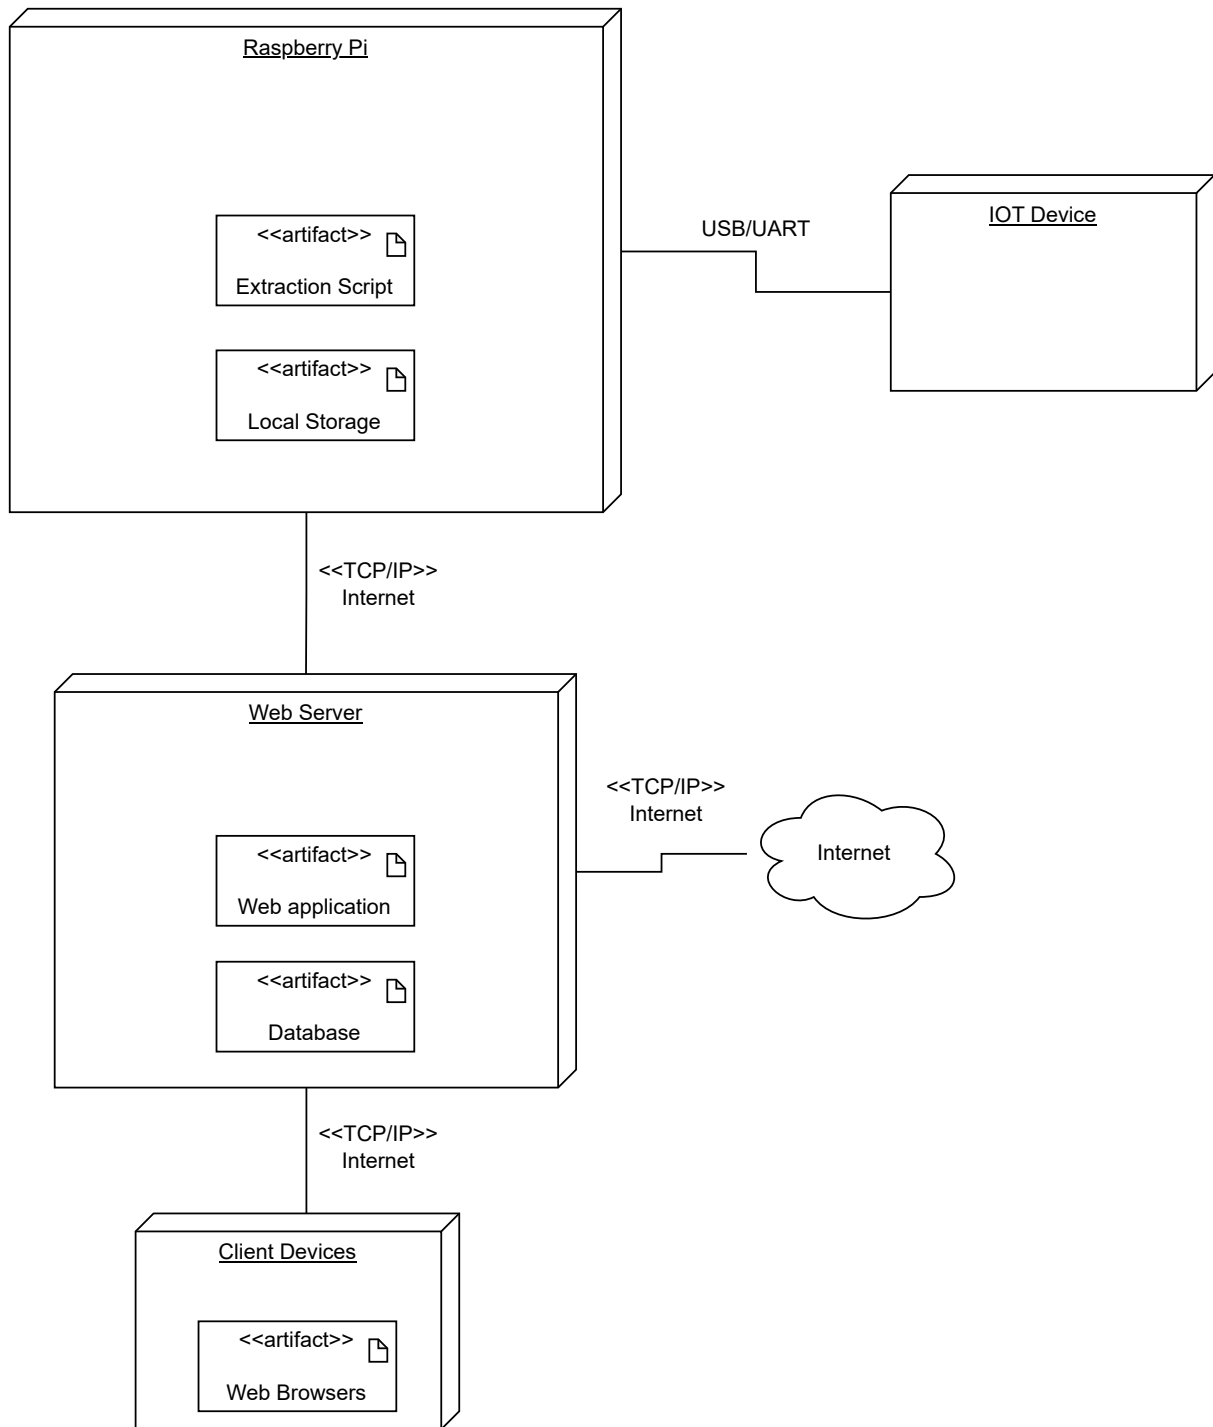 Raspberry Pi
<<artifact>>
Extraction Script
<<artifact>>
Local Storage
USB/UART
IOT Device
<<TCP/IP>>
Internet
Web Server
<<artifact>>
Web application
<<artifact>>
Database
<<TCP/IP>>
Internet
Internet
<<TCP/IP>>
Internet
Client Devices
<<artifact>>
Web Browsers